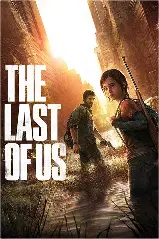 THE
LAST
OF US